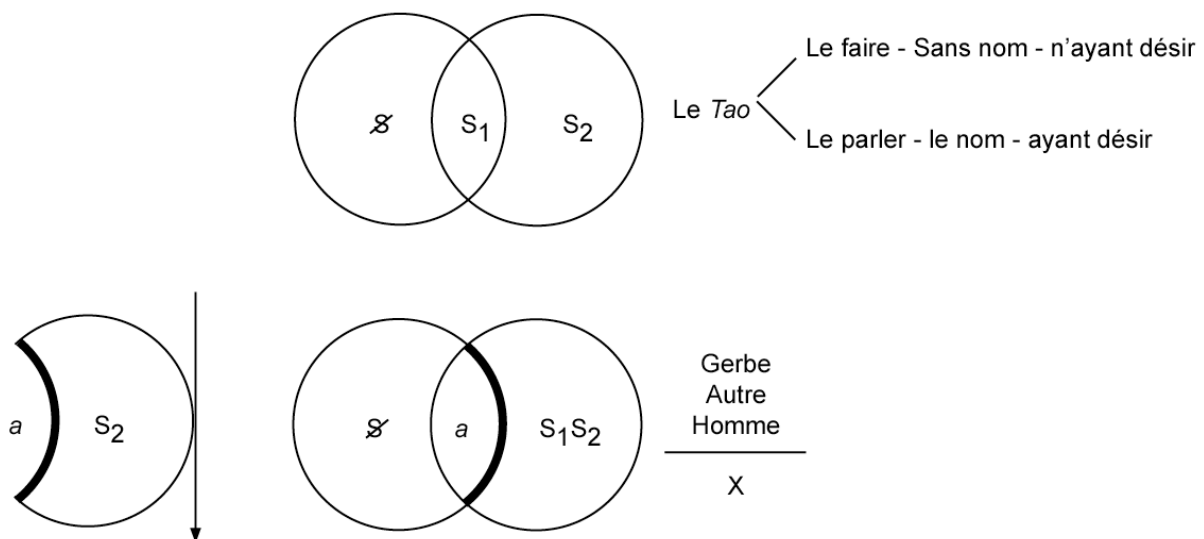 Le faire - Sans nom - n'ayant désir
$ S₁ S₂ Le Tao
Le parler - le nom - ayant désir
a S₂
$ a S₁S₂
Gerbe
Autre
Homme
X